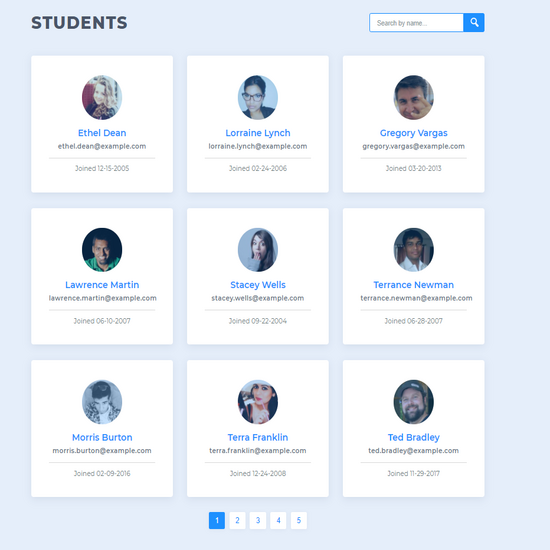 STUDENTS
Search by name...
Ethel Dean
ethel.dean@example.com
Joined 12-15-2005
Lorraine Lynch
lorraine.lynch@example.com
Joined 02-24-2006
Gregory Vargas
gregory.vargas@example.com
Joined 03-20-2013
Lawrence Martin
lawrence.martin@example.com
Joined 06-10-2007
Stacey Wells
stacey.wells@example.com
Joined 09-22-2004
Terrance Newman
terrance.newman@example.com
Joined 06-28-2007
Morris Burton
morris.burton@example.com
Joined 02-09-2016
Terra Franklin
terra.franklin@example.com
Joined 12-24-2008
Ted Bradley
ted.bradley@example.com
Joined 11-29-2017
1 2 3 4 5